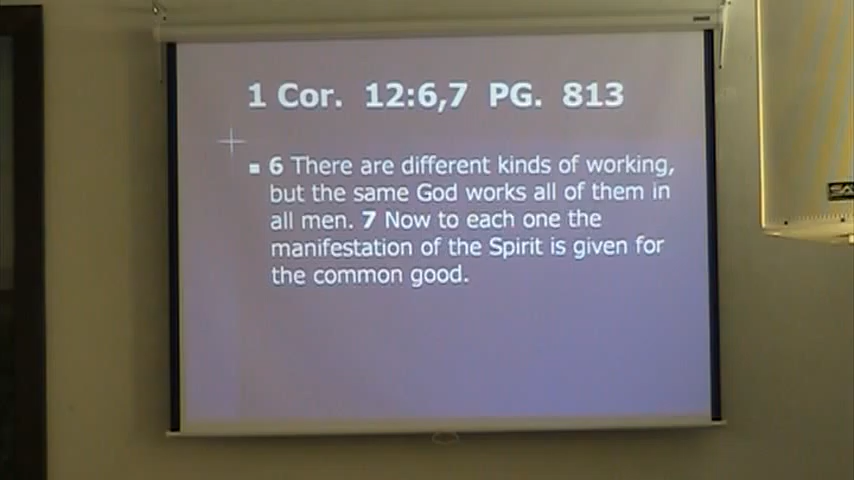 1 Cor. 12:6,7 PG. 813
▪ 6 There are different kinds of working,
but the same God works all of them in
all men. 7 Now to each one the
manifestation of the Spirit is given for
the common good.